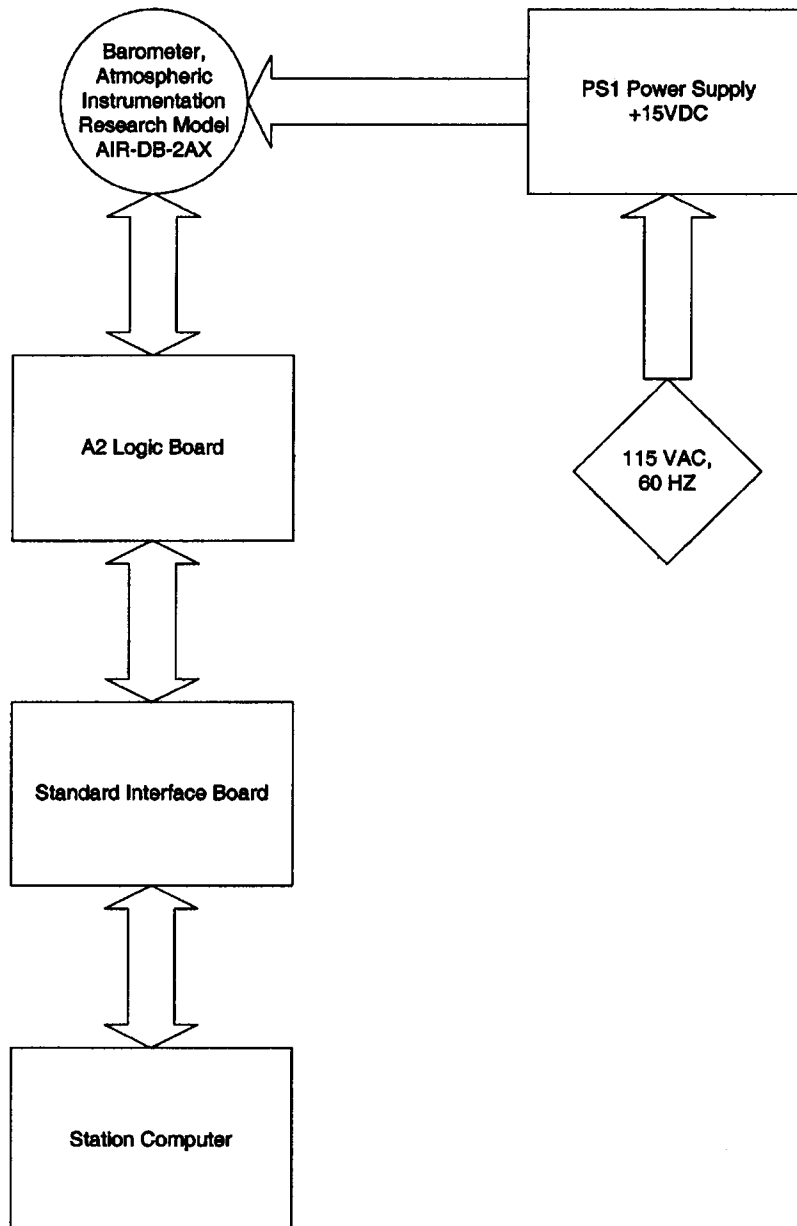 Barometer,
Atmospheric
Instrumentation
Research Model
AIR-DB-2AX
PS1 Power Supply
+15VDC
A2 Logic Board
115 VAC,
60 HZ
Standard Interface Board
Station Computer